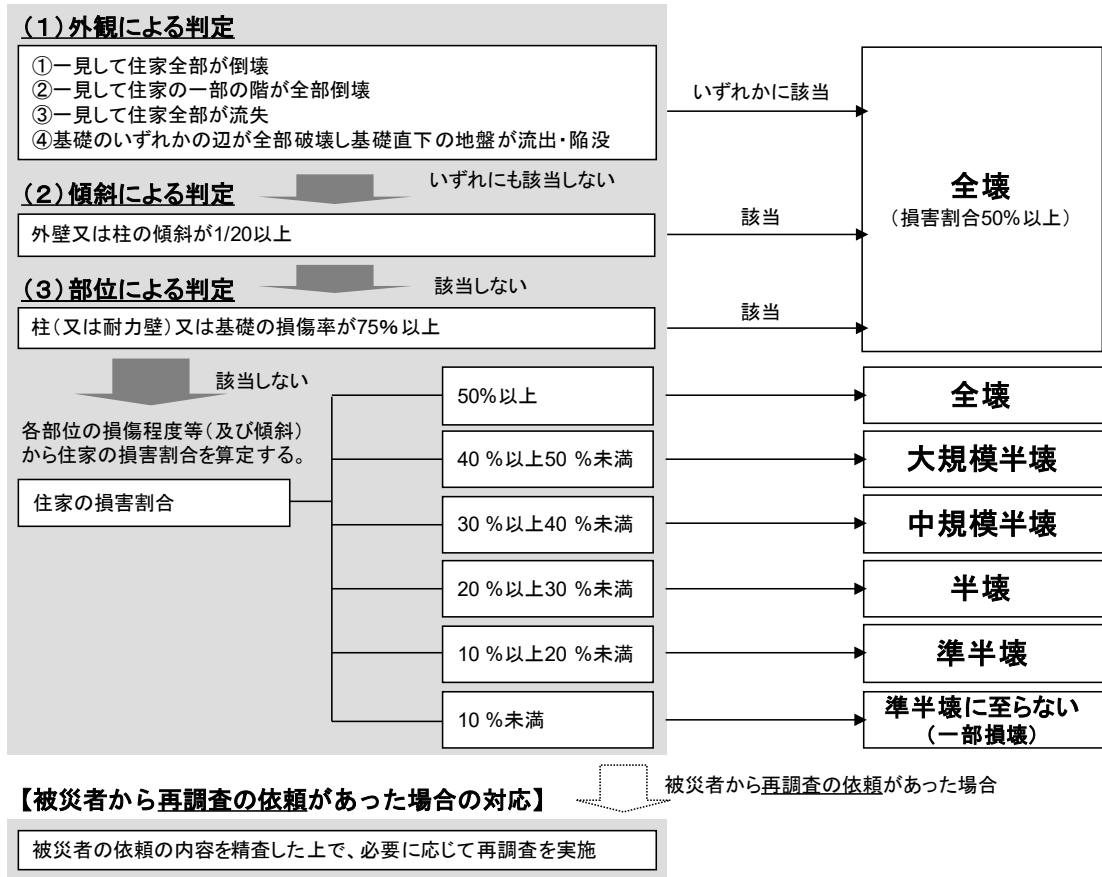 (1)外観による判定
①一見して住家全部が倒壊
②一見して住家の一部の階が全部倒壊
③一見して住家全部が流失
④基礎のいずれかの辺が全部破壊し基礎直下の地盤が流出・陥没
いずれかに該当
全壊
(損害割合50%以上)
いずれにも該当しない
(2)傾斜による判定
外壁又は柱の傾斜が1/20以上
該当
該当しない
(3)部位による判定
柱(又は耐力壁)又は基礎の損傷率が75%以上
該当
該当しない
各部位の損傷程度等(及び傾斜)
から住家の損害割合を算定する。
住家の損害割合
50%以上
全壊
40 %以上50 %未満
大規模半壊
30 %以上40 %未満
中規模半壊
20 %以上30 %未満
半壊
10 %以上20 %未満
準半壊
10 %未満
準半壊に至らない
(一部損壊)
被災者から再調査の依頼があった場合
【被災者から再調査の依頼があった場合の対応】
被災者の依頼の内容を精査した上で、必要に応じて再調査を実施